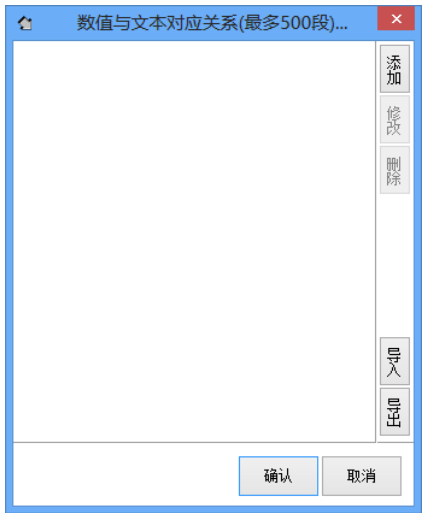 数值与文本对应关系(最多500段)...
添加
修改
删除
导入
导出
确认
取消